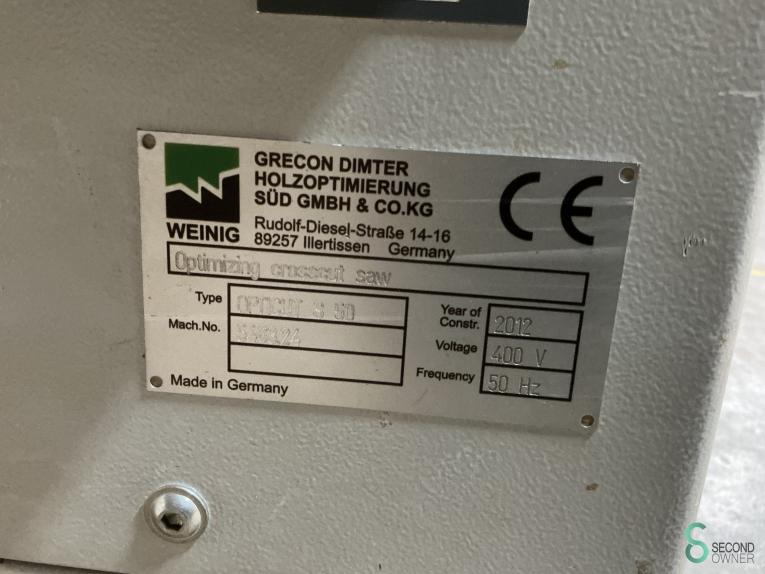 GRECON DIMTER
HOLZOPTIMIERUNG
SÜD GMBH & CO.KG
WEINIG
Rudolf-Diesel-Straße 14-16
89257 Illertissen Germany
CE
Optimizing crosscut saw
Type OPTICUT S 50
Mach.No.
Year of Constr. 2012
Voltage 400 V
Frequency 50 Hz
Made in Germany
SECOND
OWNER